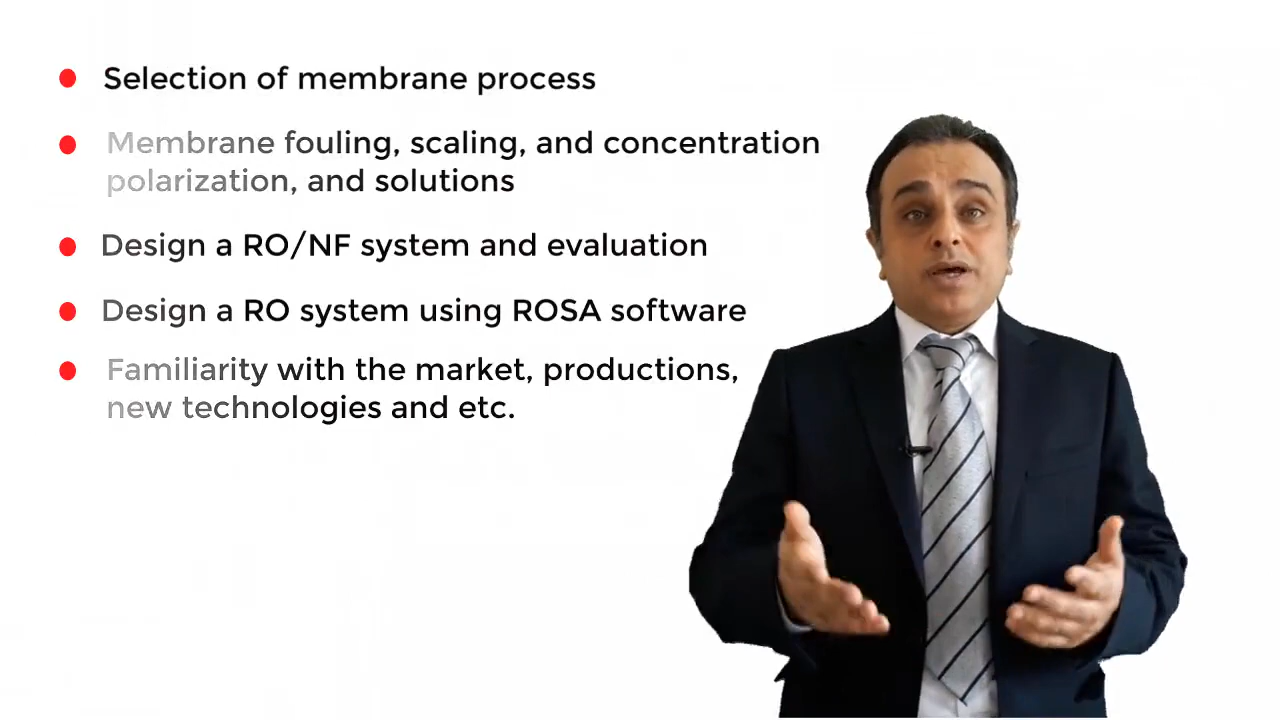 Selection of membrane process
Membrane fouling, scaling, and concentration
polarization, and solutions
Design a RO/NF system and evaluation
Design a RO system using ROSA software
Familiarity with the market, productions,
new technologies and etc.